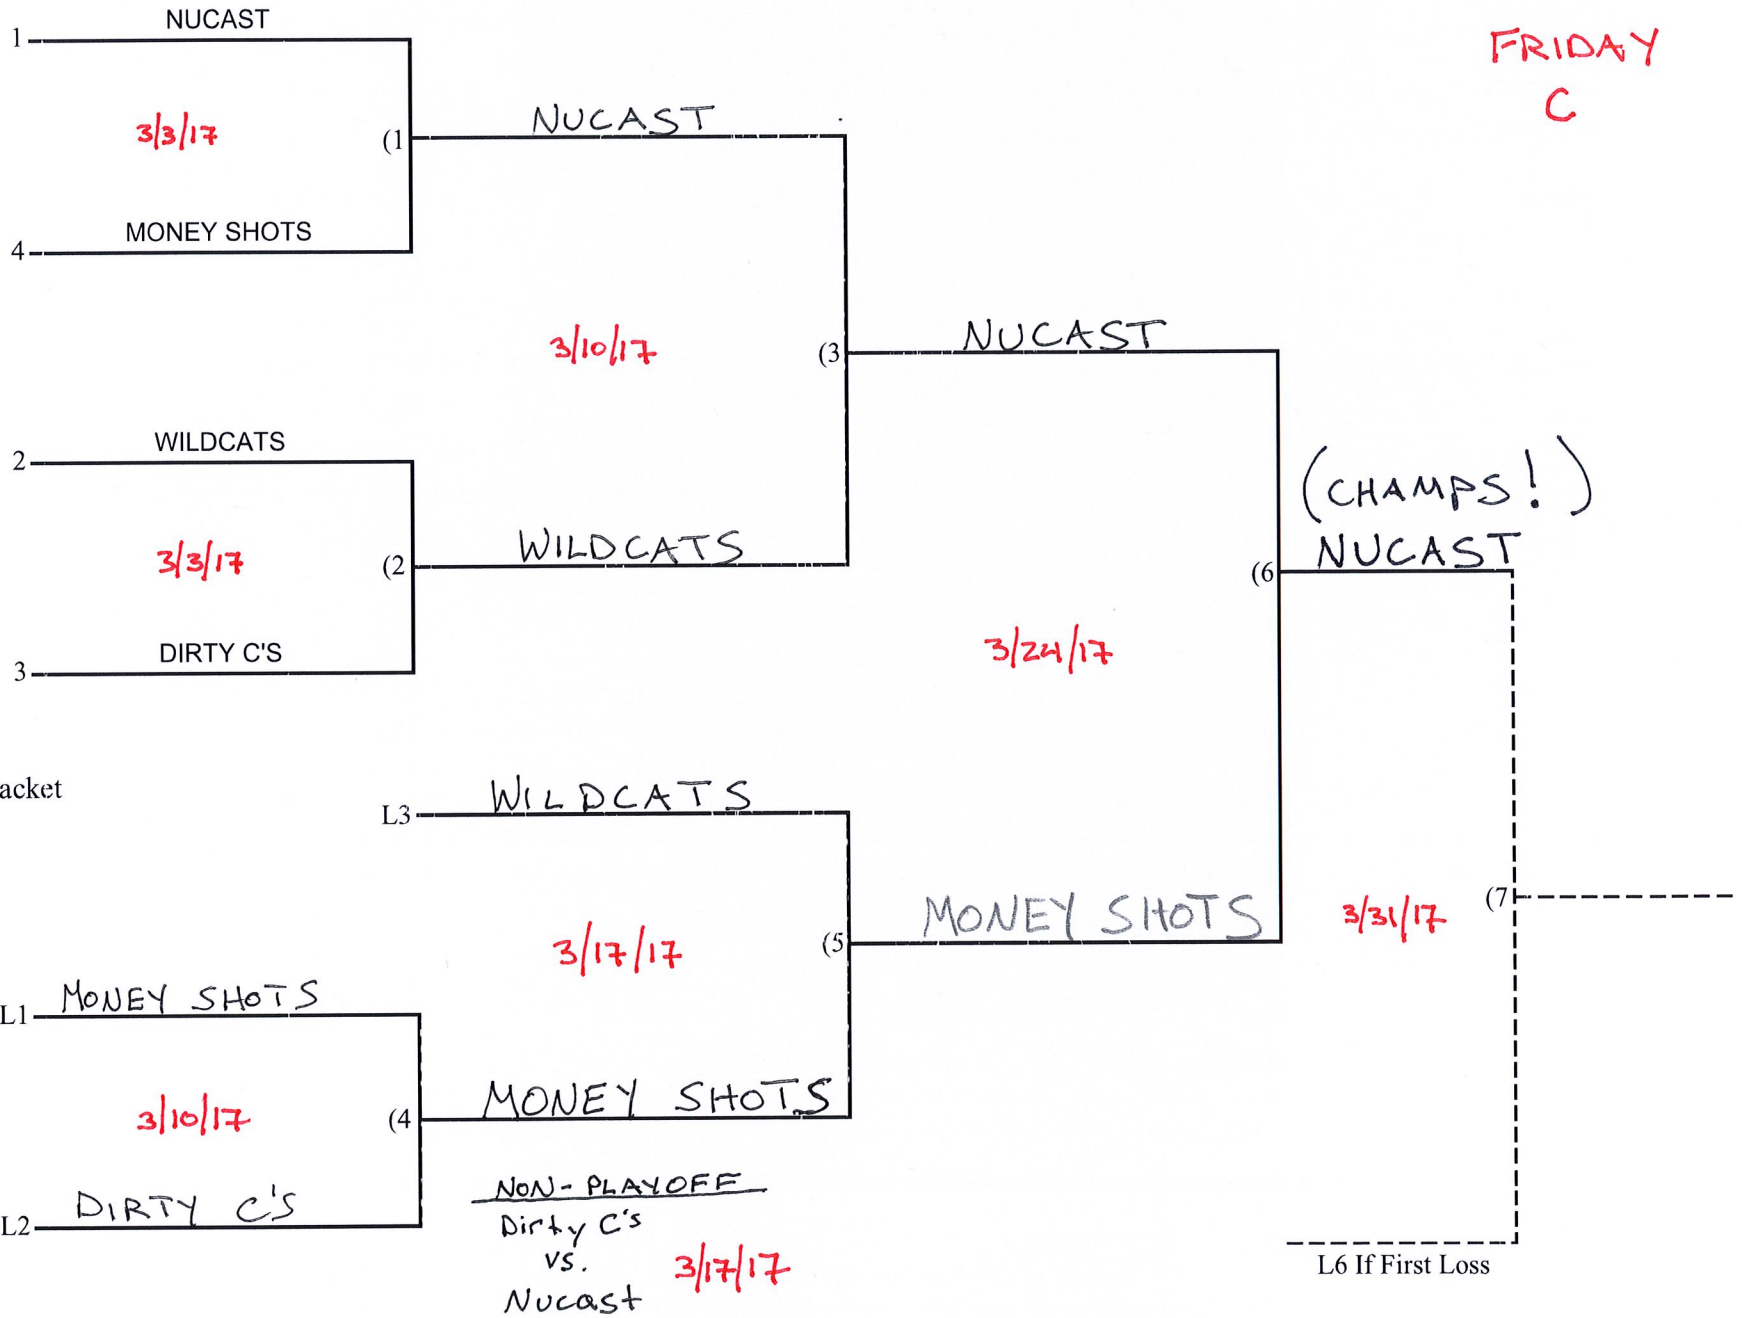 NUCAST
1
FRIDAY
C
NUCAST
3/3/17
(1
MONEY SHOTS
4
NUCAST
3/10/17
(3
WILDCATS
2
(CHAMPS!)
NUCAST
WILDCATS
3/3/17
(2
(6
DIRTY C'S
3
3/24/17
acket
WILDCATS
L3
MONEY SHOTS
3/31/17
(7
3/17/17
(5
MONEY SHOTS
L1
MONEY SHOTS
3/10/17
(4
NON-PLAYOFF
DIRTY C'S
L2
Dirty C's
vs.
3/17/17
Nucast
L6 If First Loss